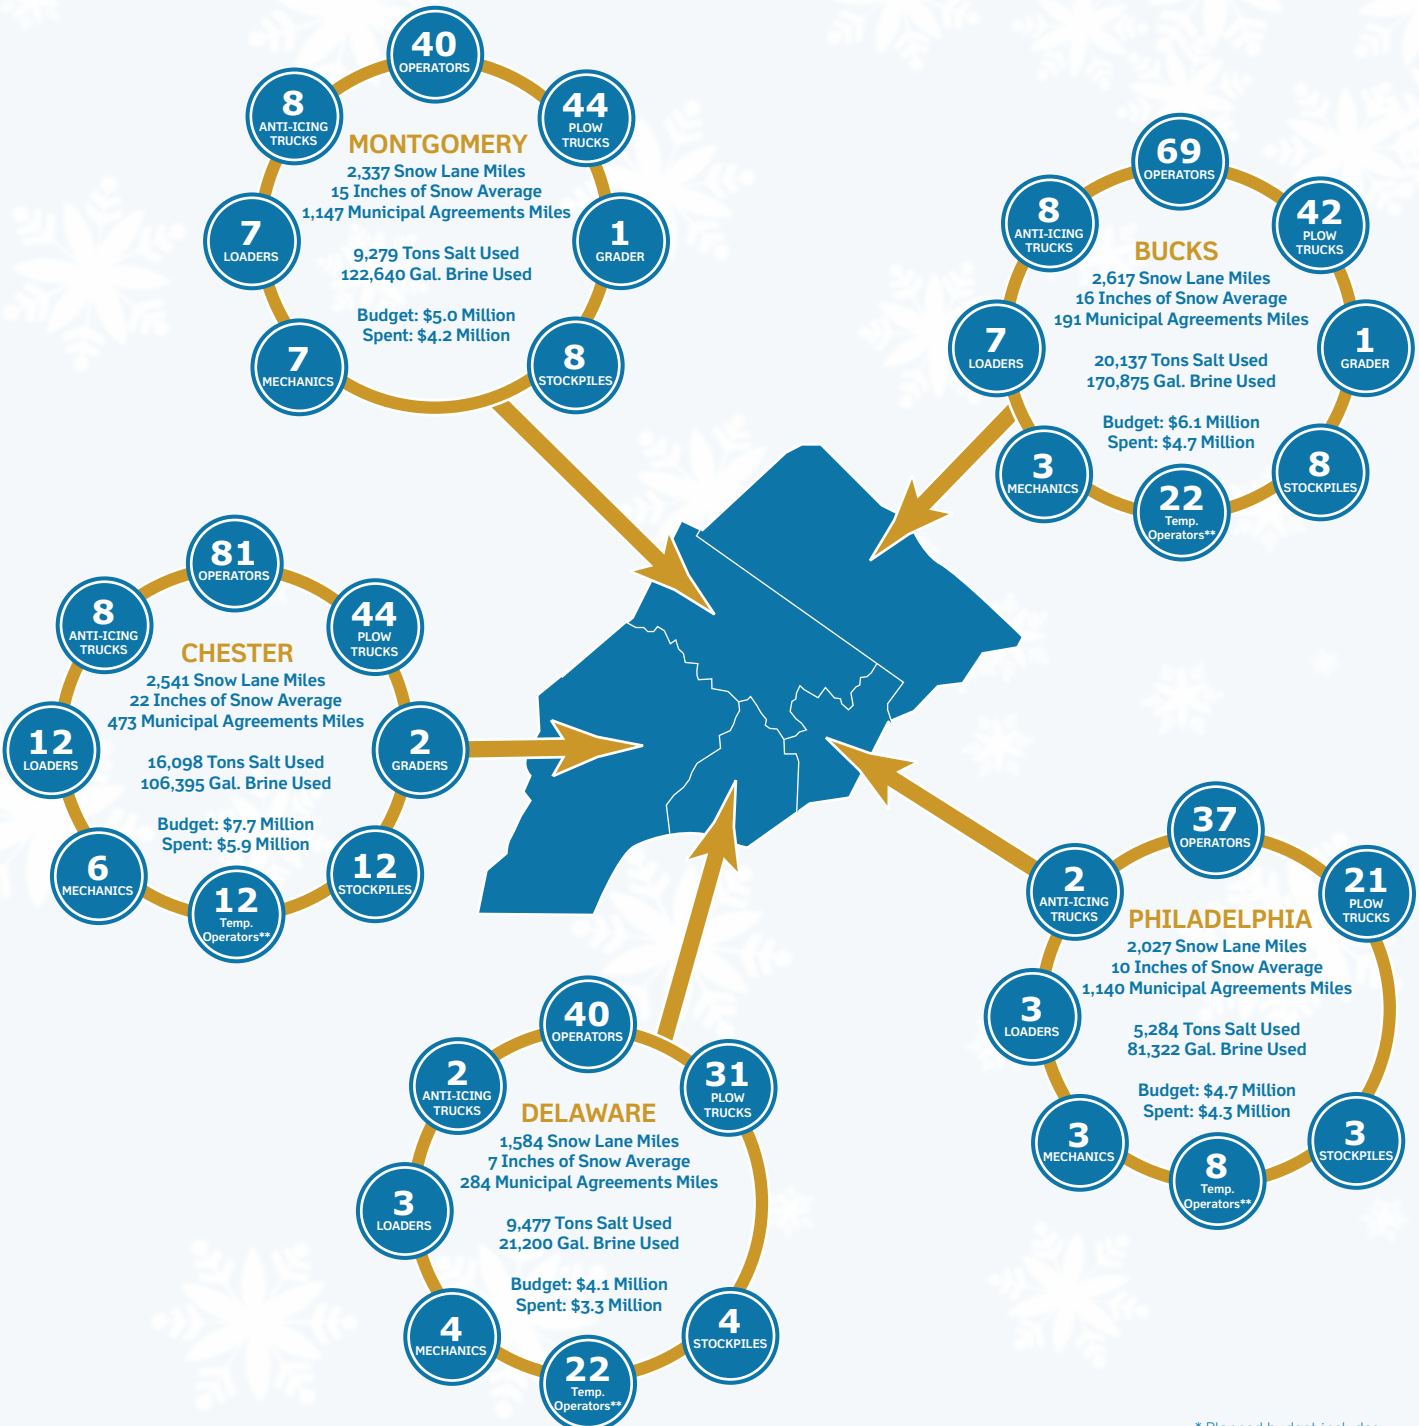 40
OPERATORS
8
ANTI-ICING
TRUCKS
44
PLOW
TRUCKS
MONTGOMERY
2,337 Snow Lane Miles
15 Inches of Snow Average
1,147 Municipal Agreements Miles
9,279 Tons Salt Used
122,640 Gal. Brine Used
Budget: $5.0 Million
Spent: $4.2 Million
7
LOADERS
1
GRADER
7
MECHANICS
8
STOCKPILES
69
OPERATORS
8
ANTI-ICING
TRUCKS
42
PLOW
TRUCKS
BUCKS
2,617 Snow Lane Miles
16 Inches of Snow Average
191 Municipal Agreements Miles
20,137 Tons Salt Used
170,875 Gal. Brine Used
Budget: $6.1 Million
Spent: $4.7 Million
7
LOADERS
1
GRADER
3
MECHANICS
8
STOCKPILES
22
Temp.
Operators**
81
OPERATORS
8
ANTI-ICING
TRUCKS
44
PLOW
TRUCKS
CHESTER
2,541 Snow Lane Miles
22 Inches of Snow Average
473 Municipal Agreements Miles
16,098 Tons Salt Used
106,395 Gal. Brine Used
Budget: $7.7 Million
Spent: $5.9 Million
12
LOADERS
2
GRADERS
6
MECHANICS
12
STOCKPILES
12
Temp.
Operators**
37
OPERATORS
2
ANTI-ICING
TRUCKS
21
PLOW
TRUCKS
PHILADELPHIA
2,027 Snow Lane Miles
10 Inches of Snow Average
1,140 Municipal Agreements Miles
5,284 Tons Salt Used
81,322 Gal. Brine Used
Budget: $4.7 Million
Spent: $4.3 Million
3
LOADERS
3
MECHANICS
3
STOCKPILES
8
Temp.
Operators**
40
OPERATORS
2
ANTI-ICING
TRUCKS
31
PLOW
TRUCKS
DELAWARE
1,584 Snow Lane Miles
7 Inches of Snow Average
284 Municipal Agreements Miles
9,477 Tons Salt Used
21,200 Gal. Brine Used
Budget: $4.1 Million
Spent: $3.3 Million
3
LOADERS
4
MECHANICS
4
STOCKPILES
22
Temp.
Operators**